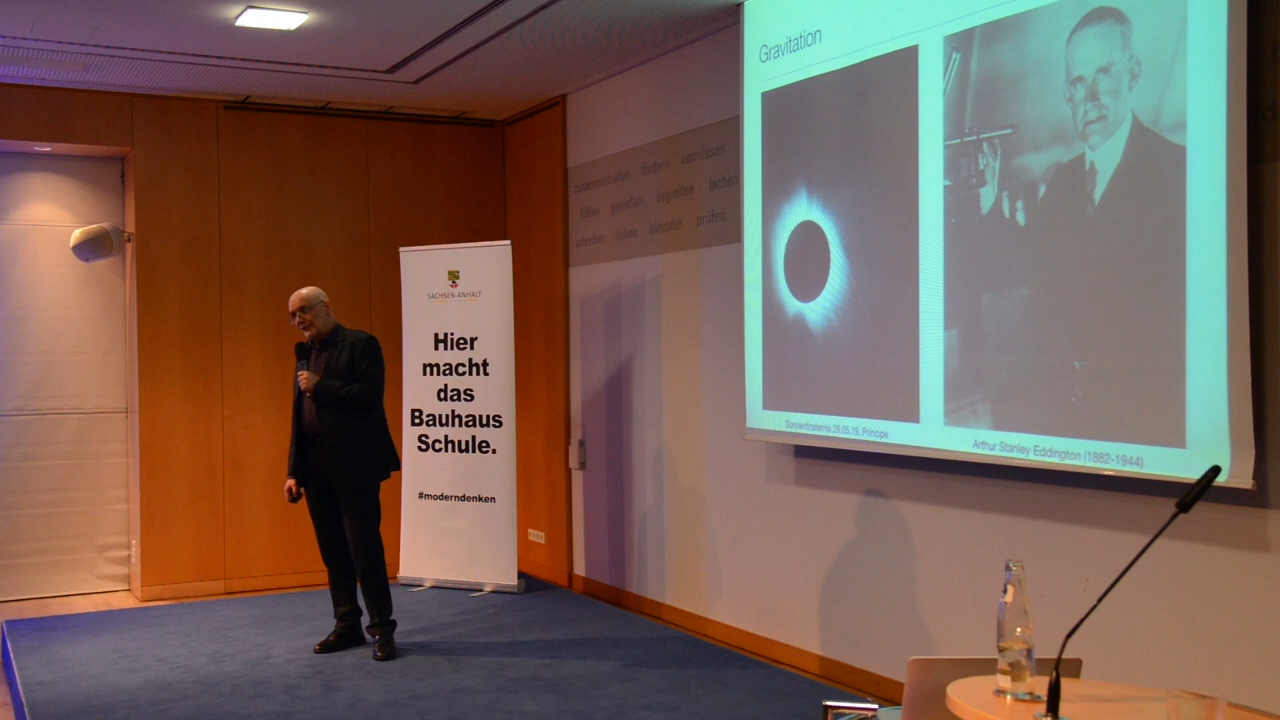 Gravitation
zusammenhalten fördern vermissen
fühlen genießen begreifen lachen
schreiben lieben kämpfen prüfen
SACHSEN-ANHALT
Hier
macht
das
Bauhaus
Schule.
#moderndenken
Sonnenfinsternis 29.05.19, Principe
Arthur Stanley Eddington (1882-1944)